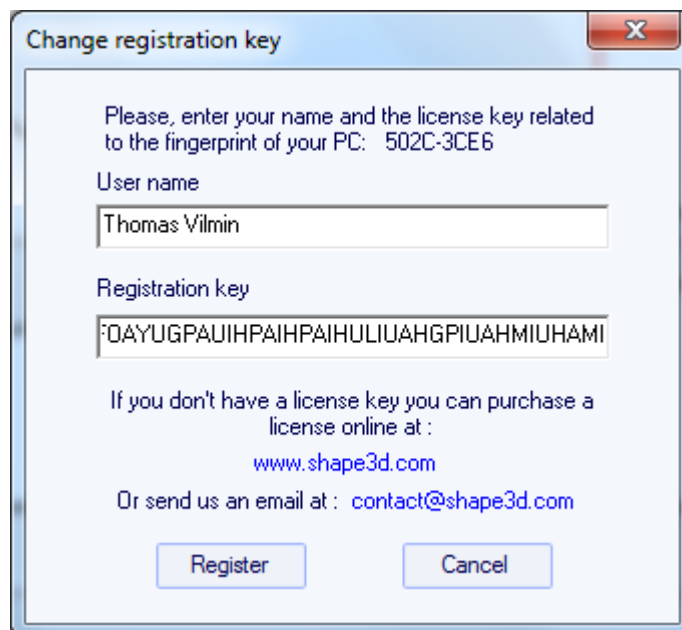 Change registration key
Please, enter your name and the license key related
to the fingerprint of your PC: 502C-3CE6
User name
Thomas Vilmin
Registration key
OAYUGPAUIHPAIHPAIHULIUAHGPIUAHMIUHAMI
If you don't have a license key you can purchase a
license online at :
www.shape3d.com
Or send us an email at : contact@shape3d.com
Register
Cancel